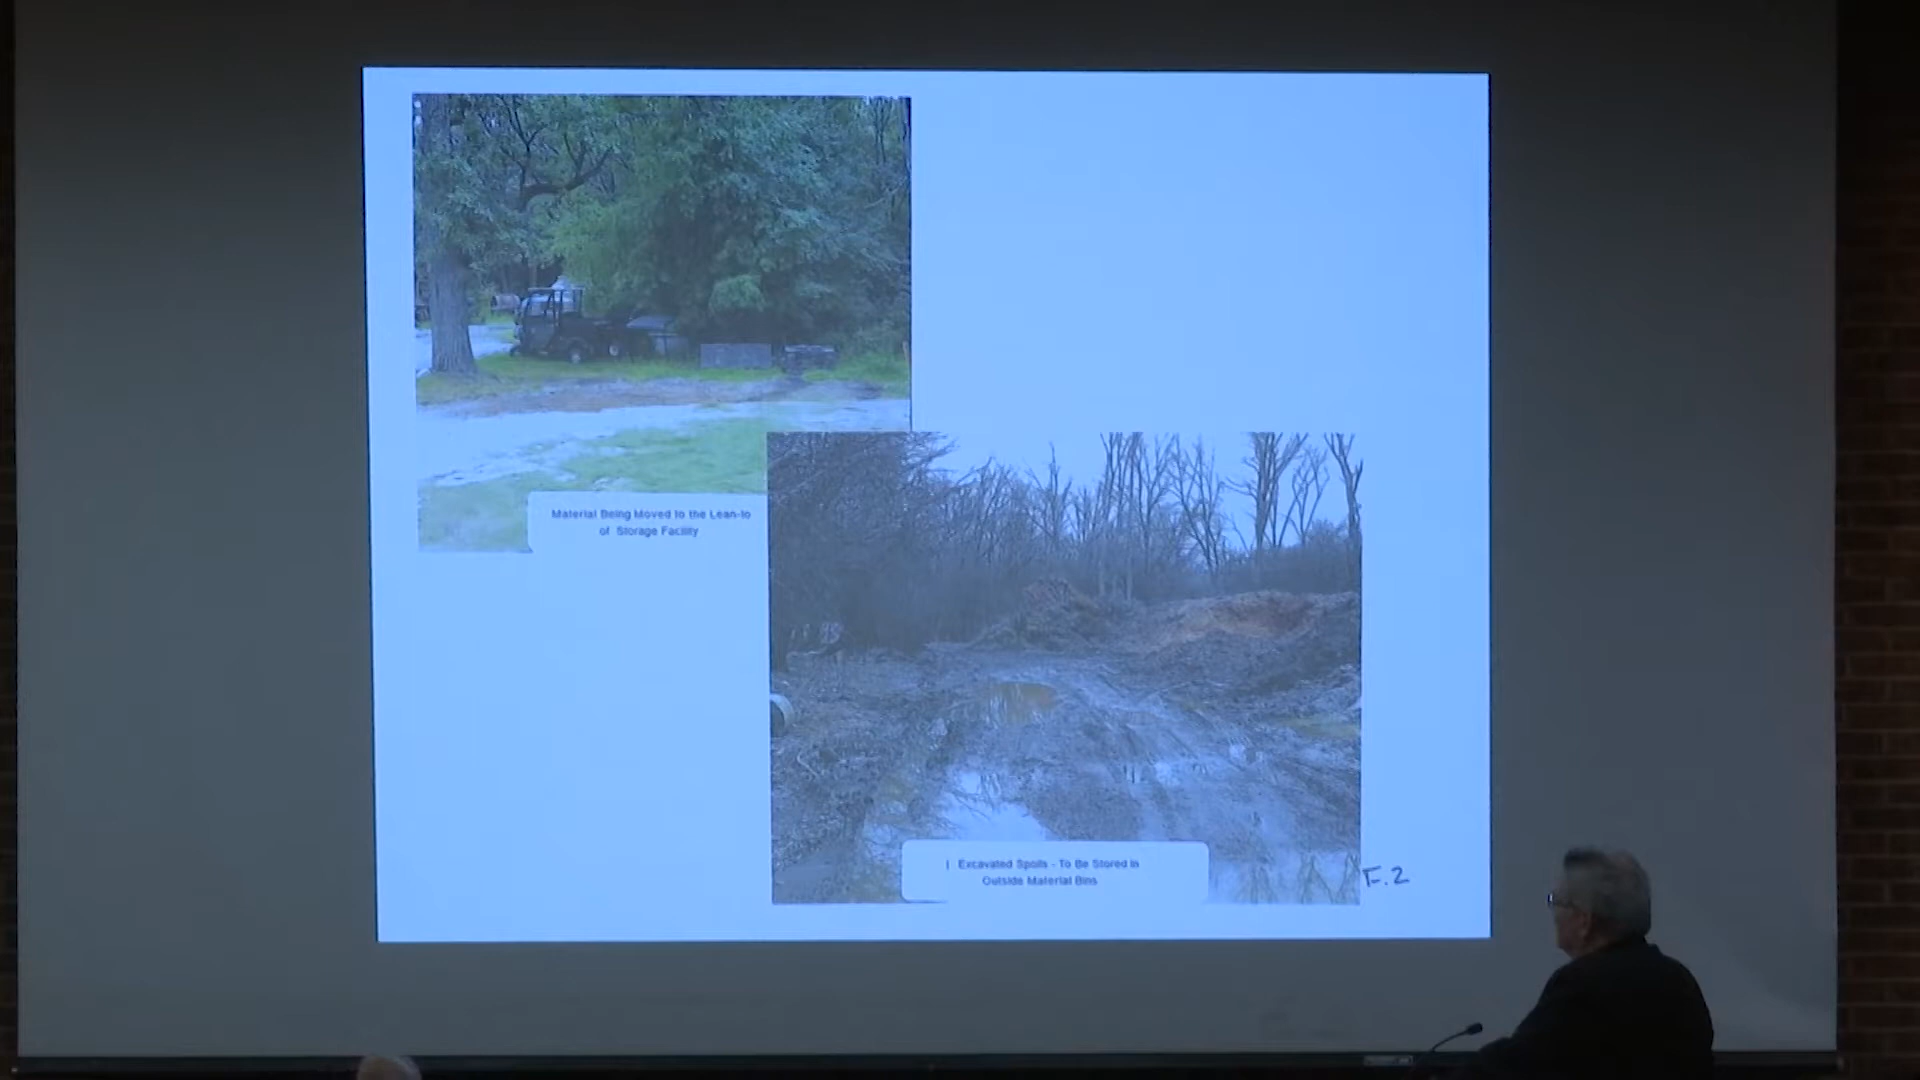 Material Being Moved to the Lean-to
of Storage Facility
| Excavated Spoils - To Be Stored in
Outside Material Bins
F.2